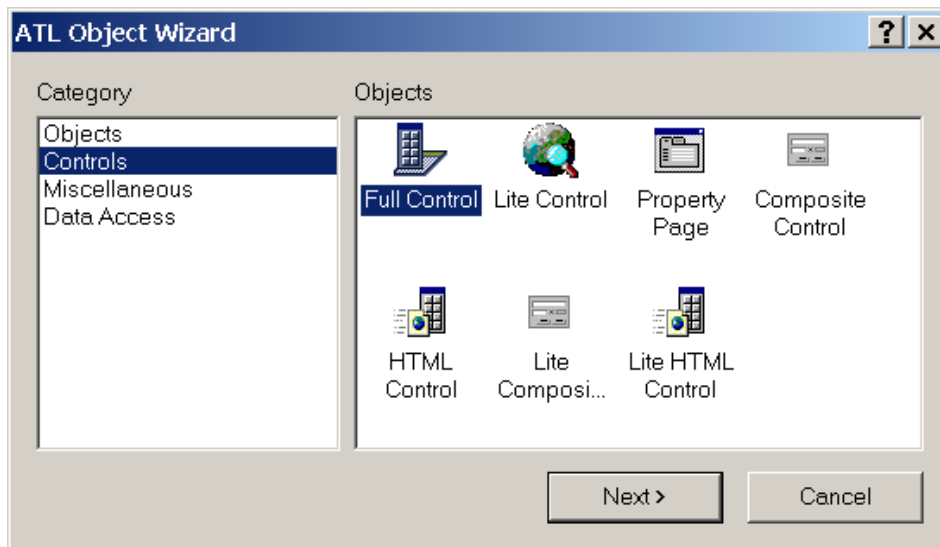 ATL Object Wizard
Category
Objects
Objects
Controls
Miscellaneous
Data Access
Full Control Lite Control Property Composite
Page Control
HTML Lite Lite HTML
Control Composi... Control
Next >
Cancel